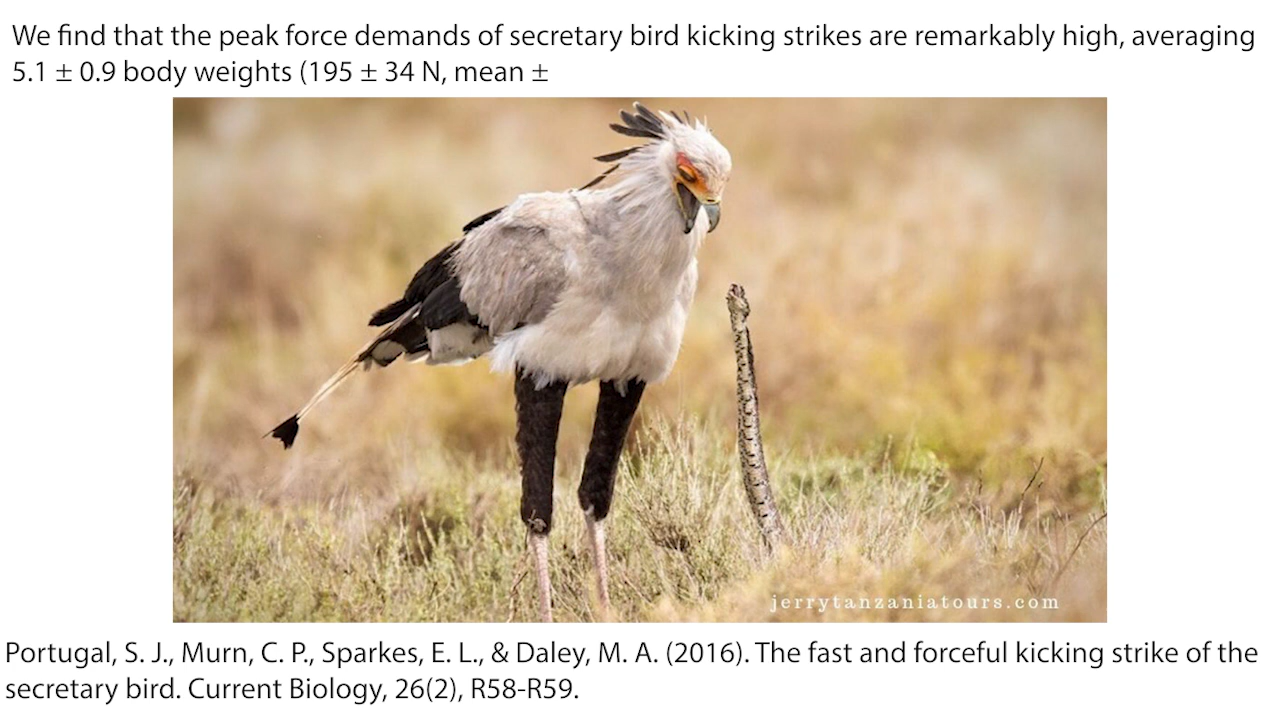 We find that the peak force demands of secretary bird kicking strikes are remarkably high, averaging
5.1 ± 0.9 body weights (195 ± 34 N, mean ±
jerrytanzaniatours.com
Portugal, S. J., Murn, C. P., Sparkes, E. L., & Daley, M. A. (2016). The fast and forceful kicking strike of the
secretary bird. Current Biology, 26(2), R58-R59.